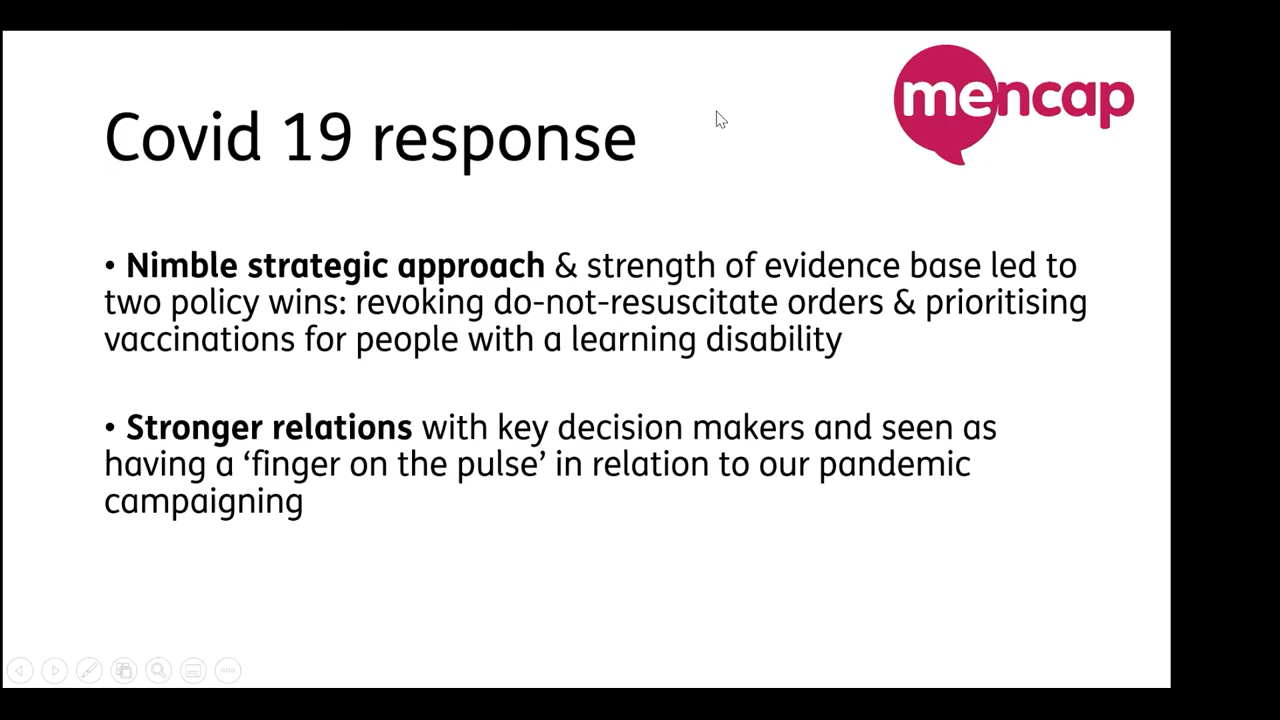 mencap
Covid 19 response
• Nimble strategic approach & strength of evidence base led to
two policy wins: revoking do-not-resuscitate orders & prioritising
vaccinations for people with a learning disability
• Stronger relations with key decision makers and seen as
having a ‘finger on the pulse’ in relation to our pandemic
campaigning